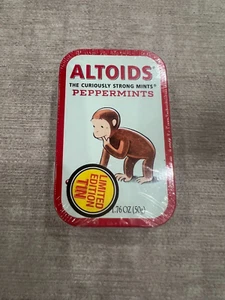 ALTOIDS
THE CURIOUSLY STRONG MINTS®
PEPPERMINTS
LIMITED
EDITION
TIN
1.76 OZ (50g)